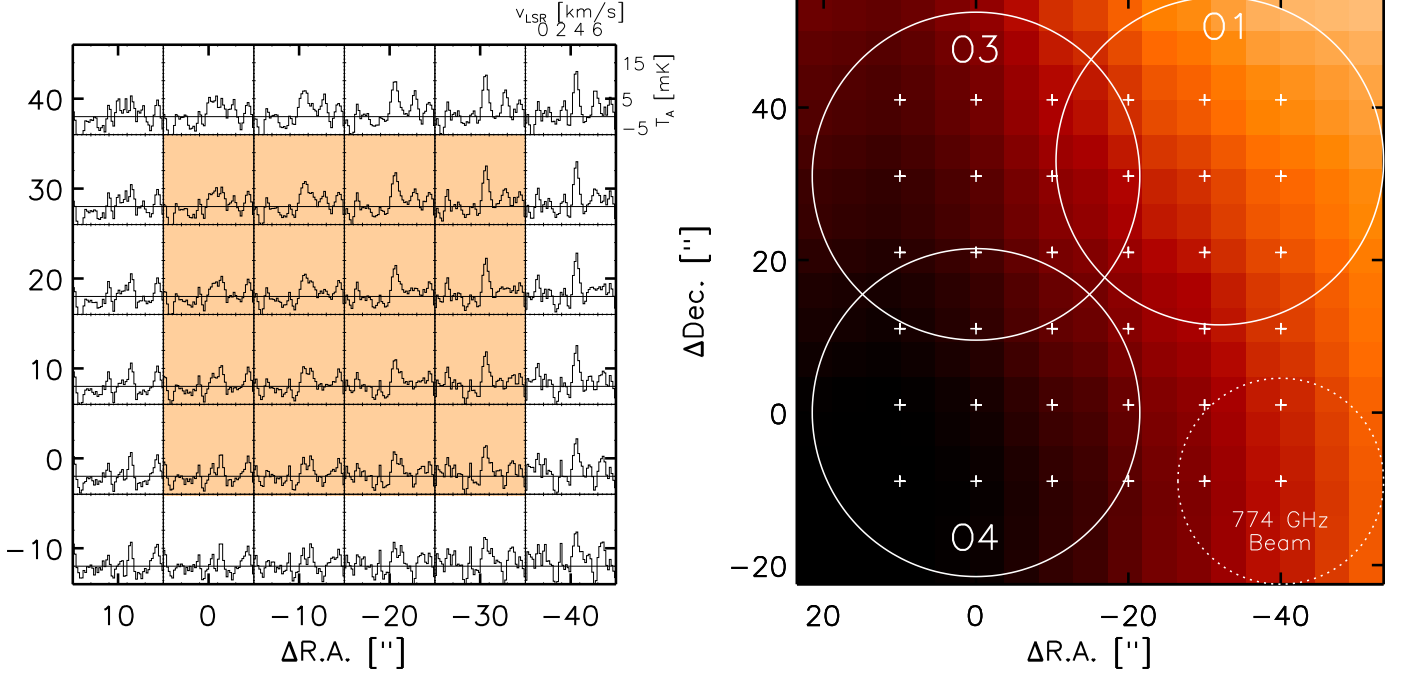 v_LSR [km/s]
0 2 4 6
15
5
−5
T_A [mK]
40
30
20
10
0
−10
10 0 −10 −20 −30 −40
ΔR.A. ["]
O3
O1
O4
774 GHz
Beam
40
20
0
−20
ΔDec. ["]
20 0 −20 −40
ΔR.A. ["]